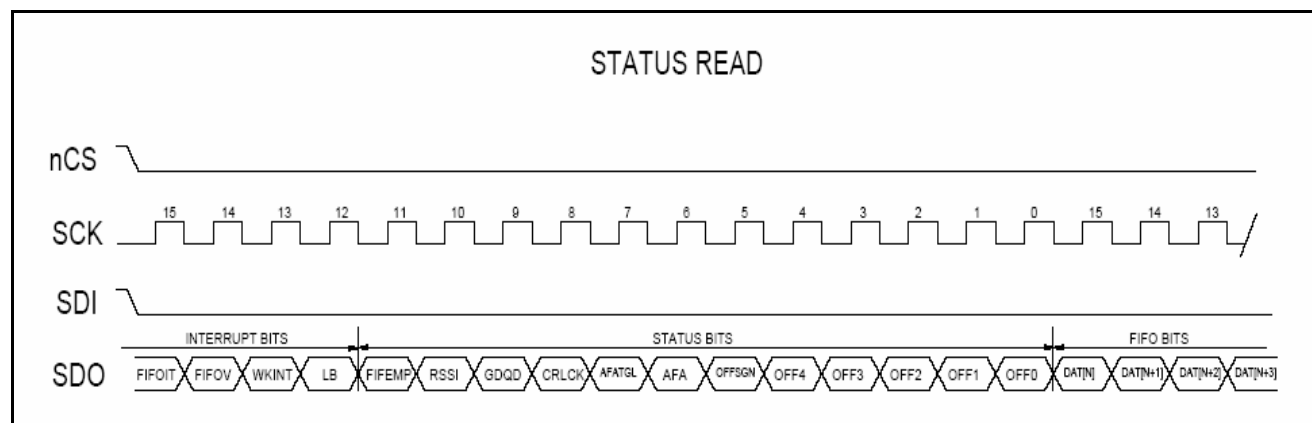 STATUS READ
nCS
SCK 15 14 13 12 11 10 9 8 7 6 5 4 3 2 1 0 15 14 13
SDI
INTERRUPT BITS STATUS BITS FIFO BITS
SDO FIFOIT FIFOV WKINT LB FIFEMP RSSI GDQD CRLCK AFATGL AFA OFFSGN OFF4 OFF3 OFF2 OFF1 OFF0 DAT[N] DAT[N+1] DAT[N+2] DAT[N+3]